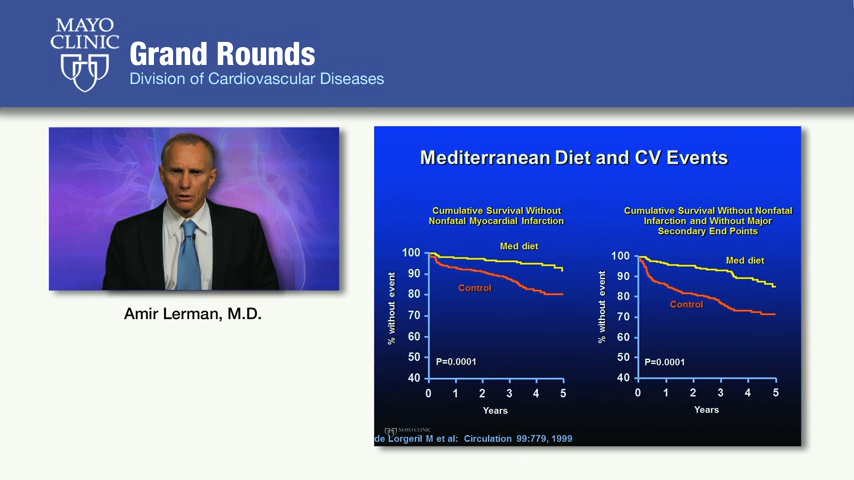 MAYO
CLINIC
Grand Rounds
Division of Cardiovascular Diseases
Amir Lerman, M.D.
Mediterranean Diet and CV Events
Cumulative Survival Without
Nonfatal Myocardial Infarction
Med diet
100
90
80
70
60
50
40
% without event
Control
P=0.0001
0 1 2 3 4 5
Years
Cumulative Survival Without Nonfatal
Infarction and Without Major
Secondary End Points
Med diet
100
90
80
70
60
50
40
% without event
Control
P=0.0001
0 1 2 3 4 5
Years
MAYO CLINIC
de Lorgeril M et al: Circulation 99:779, 1999